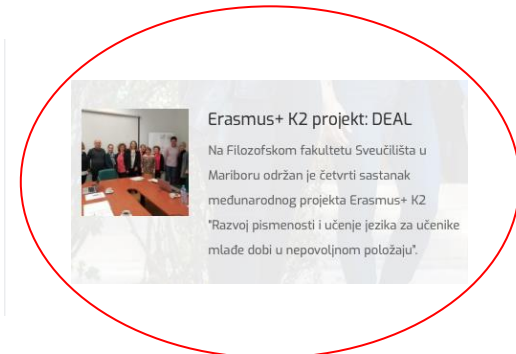 Erasmus+ K2 projekt: DEAL
Na Filozofskom fakultetu Sveučilišta u
Mariboru održan je četvrti sastanak
međunarodnog projekta Erasmus+ K2
"Razvoj pismenosti i učenje jezika za učenike
mlađe dobi u nepovoljnom položaju".